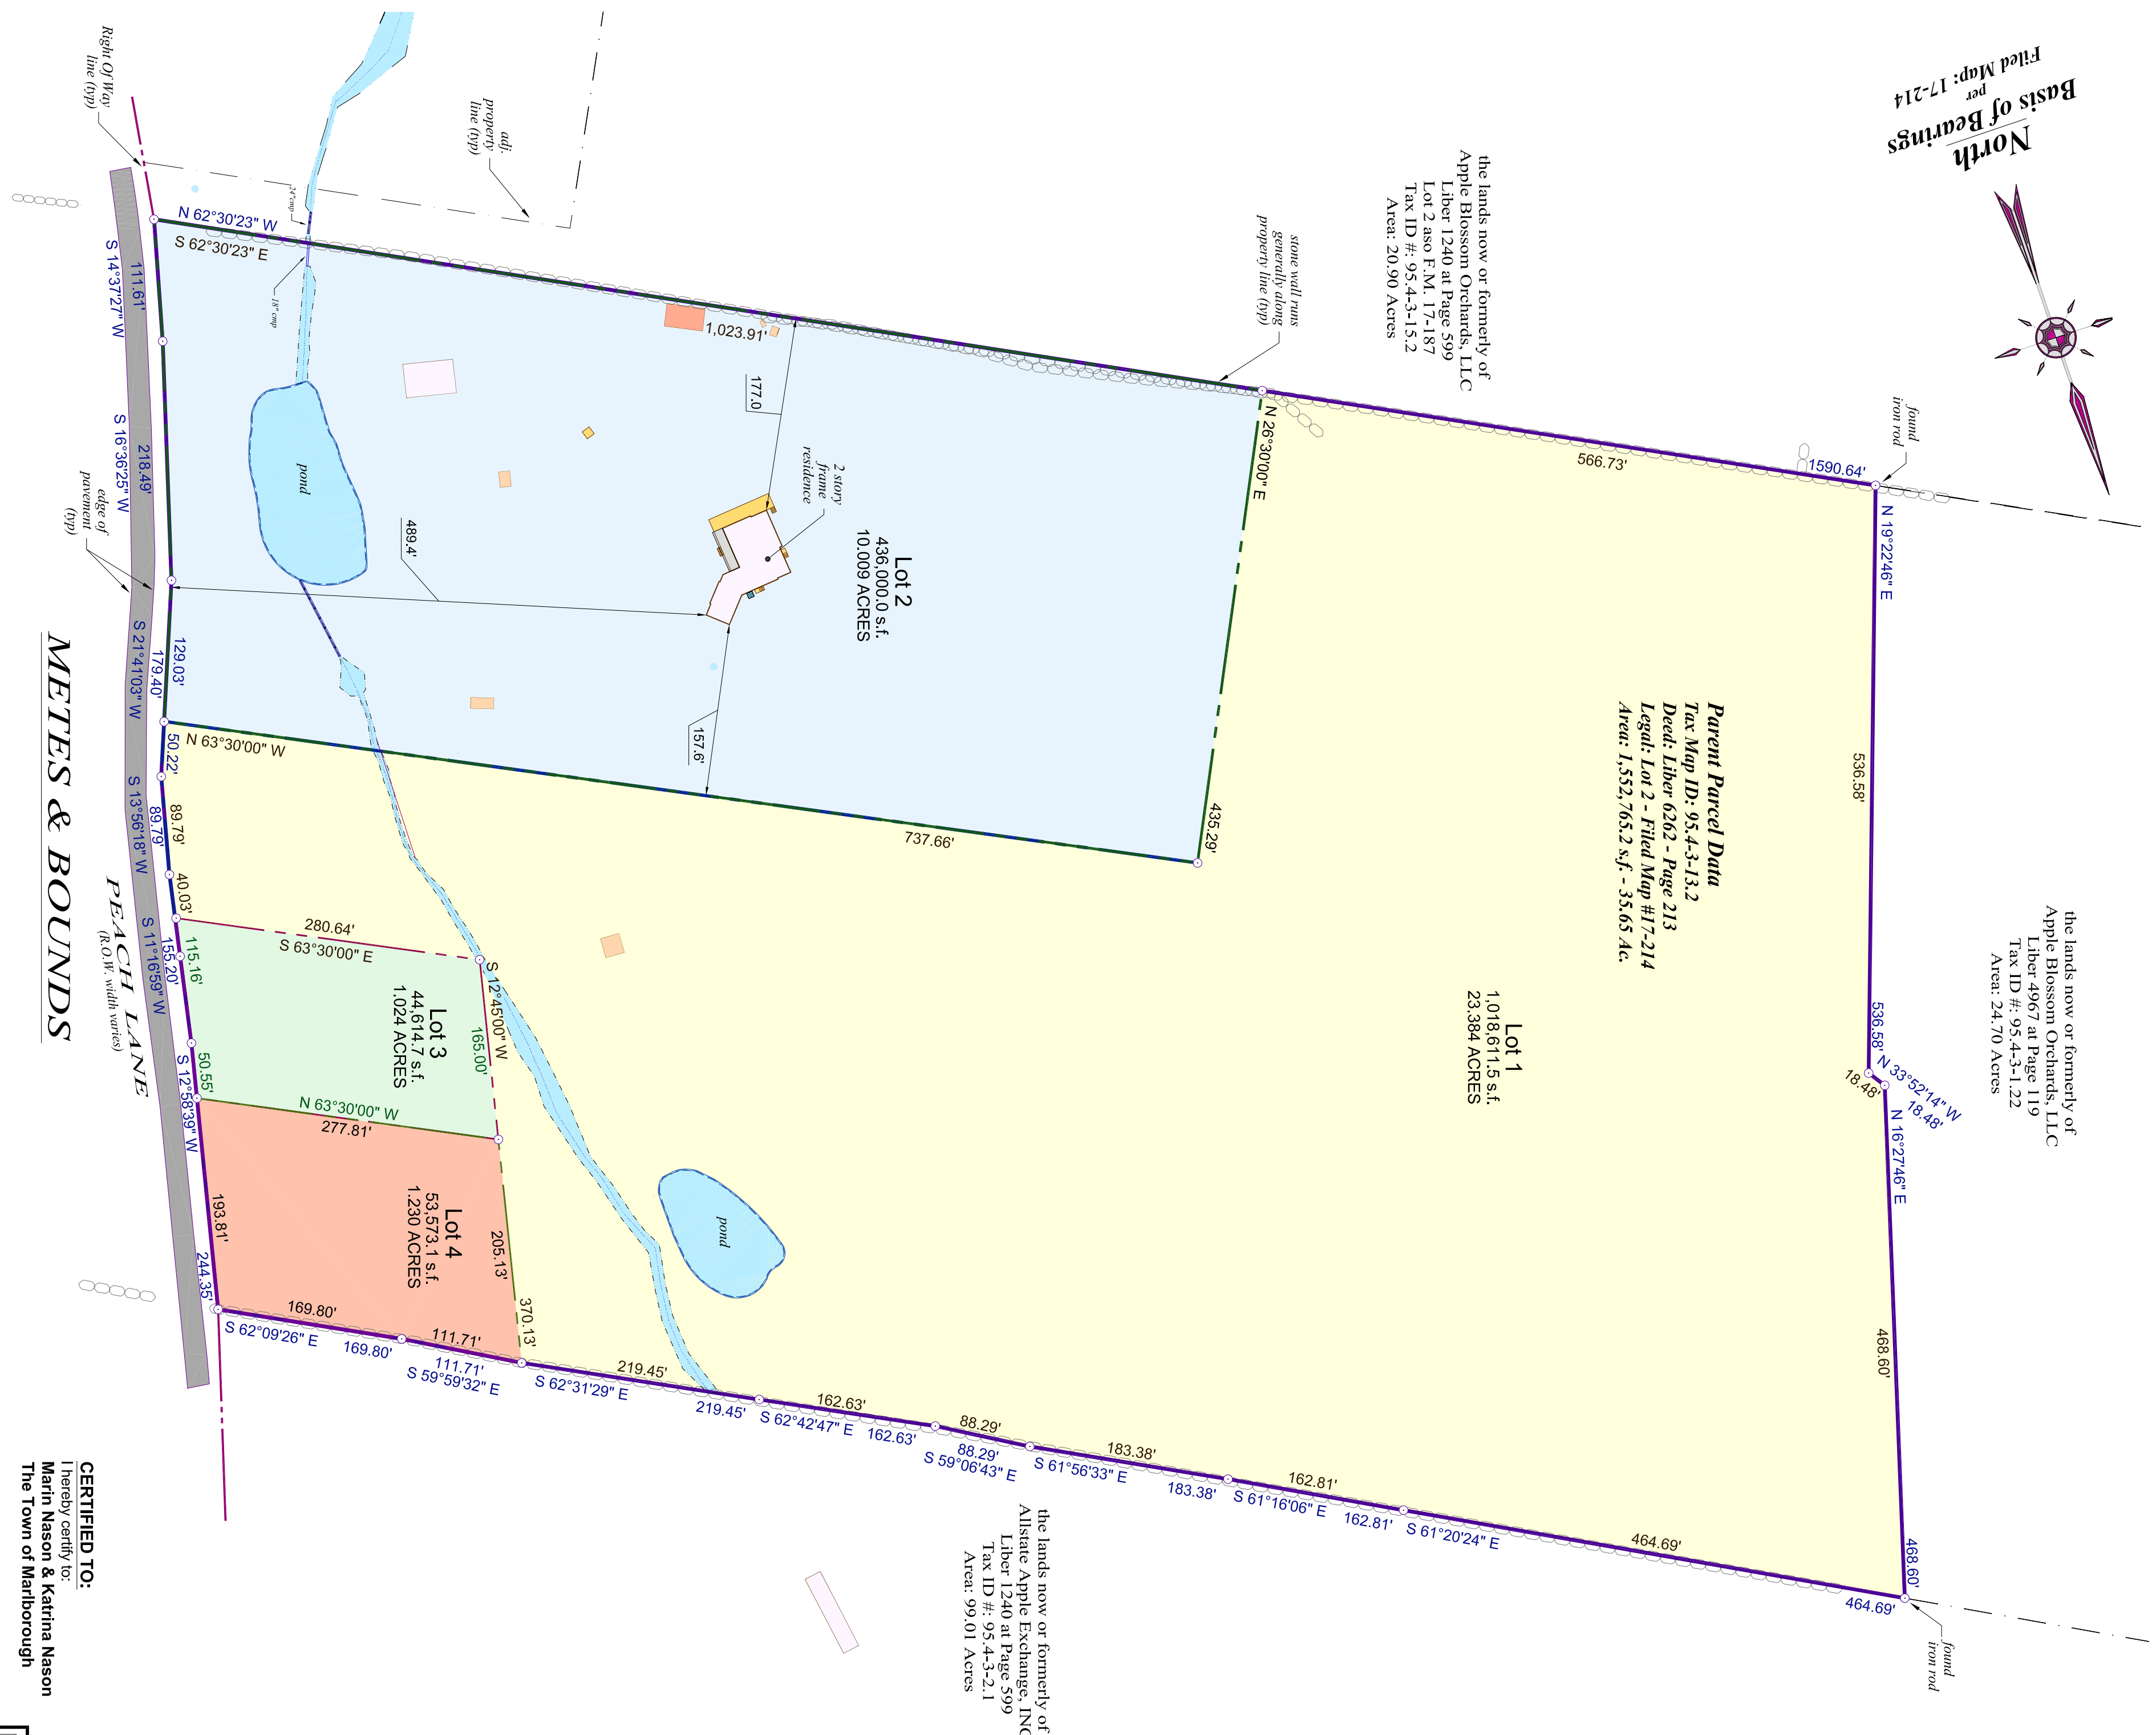 North
Basis of Bearings
per
Filed Map: 17-214
Right Of Way
line (typ)
adj.
property
line (typ)
24"cmp
18" cmp
the lands now or formerly of
Apple Blossom Orchards, LLC
Liber 1240 at Page 599
Lot 2 aso F.M. 17-187
Tax ID #: 95.4-3-15.2
Area: 20.90 Acres
stone wall runs
generally along
property line (typ)
found
iron rod
N 62°30'23" W
S 62°30'23" E
1,023.91'
566.73'
1590.64'
N 19°22'46" E
536.58'
536.58'
N 33°52'14" W
18.48'
18.48'
N 16°27'46" E
468.60'
468.60'
the lands now or formerly of
Apple Blossom Orchards, LLC
Liber 4967 at Page 119
Tax ID #: 95.4-3-1.22
Area: 24.70 Acres
Parent Parcel Data
Tax Map ID: 95.4-3-13.2
Deed: Liber 6262 - Page 213
Legal: Lot 2 - Filed Map #17-214
Area: 1,552,765.2 s.f. - 35.65 Ac.
N 26°30'00" E
435.29'
177.0
2 story
frame
residence
Lot 2
436,000.0 s.f.
10.009 ACRES
489.4'
157.6'
pond
N 63°30'00" W
737.66'
Lot 1
1,018,611.5 s.f.
23.384 ACRES
pond
111.61'
S 14°37'27" W
218.49'
S 16°36'25" W
edge of
pavement
(typ)
129.03'
179.40'
S 21°41'03" W
50.22'
89.79'
89.79'
S 13°56'18" W
40.03'
115.16'
155.20'
S 11°16'59" W
50.55'
S 12°58'39" W
193.81'
244.35'
PEACH LANE
(R.O.W. width varies)
280.64'
S 63°30'00" E
S 12°45'00" W
165.00'
Lot 3
44,614.7 s.f.
1.024 ACRES
N 63°30'00" W
277.81'
Lot 4
53,573.1 s.f.
1.230 ACRES
205.13'
370.13'
169.80'
S 62°09'26" E
169.80'
111.71'
111.71'
S 59°59'32" E
219.45'
S 62°31'29" E
219.45'
162.63'
S 62°42'47" E
162.63'
88.29'
88.29'
S 59°06'43" E
183.38'
S 61°56'33" E
183.38'
162.81'
S 61°16'06" E
162.81'
464.69'
S 61°20'24" E
464.69'
found
iron rod
the lands now or formerly of
Allstate Apple Exchange, INC
Liber 1240 at Page 599
Tax ID #: 95.4-3-2.1
Area: 99.01 Acres
METES & BOUNDS
CERTIFIED TO:
I hereby certify to:
Marin Nason & Katrina Nason
The Town of Marlborough